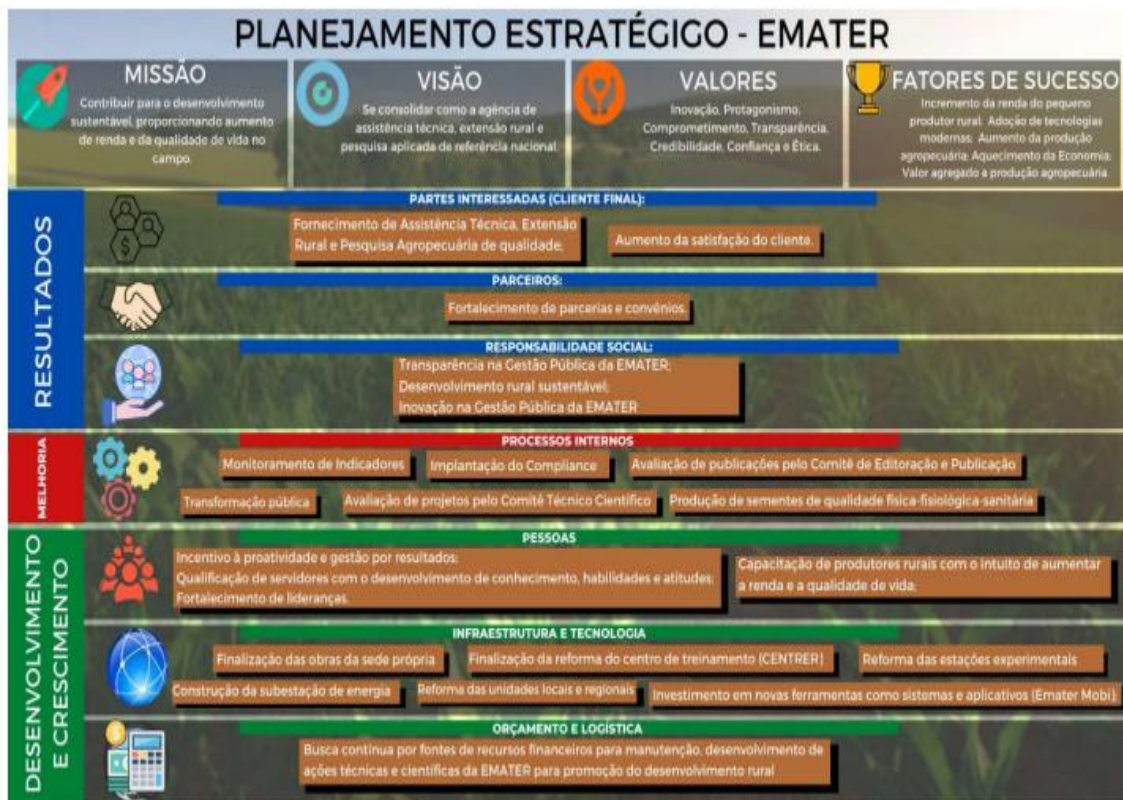 PLANEJAMENTO ESTRATÉGIGO - EMATER
MISSÃO
Contribuir para o desenvolvimento
sustentável, proporcionando aumento
de renda e da qualidade de vida no
campo.
VISÃO
Se consolidar como a agência de
assistência técnica, extensão rural e
pesquisa aplicada de referência nacional
VALORES
Inovação, Protagonismo,
Comprometimento, Transparência,
Credibilidade, Confiança e Ética.
FATORES DE SUCESSO
Incremento da renda do pequeno
produtor rural. Adoção de tecnologias
modernas; Aumento da produção
agropecuária; Aquecimento da Economia;
Valor agregado a produção agropecuária.
RESULTADOS
PARTES INTERESSADAS (CLIENTE FINAL):
Fornecimento de Assistência Técnica, Extensão
Rural e Pesquisa Agropecuária de qualidade;
Aumento da satisfação do cliente.
PARCEIROS:
Fortalecimento de parcerias e convênios.
RESPONSABILIDADE SOCIAL:
Transparência na Gestão Pública da EMATER;
Desenvolvimento rural sustentável;
Inovação na Gestão Pública da EMATER
MELHORIA
PROCESSOS INTERNOS
Monitoramento de Indicadores
Implantação do Compliance
Avaliação de publicações pelo Comitê de Editoração e Publicação
Transformação pública
Avaliação de projetos pelo Comitê Técnico Científico
Produção de sementes de qualidade física-fisiológica-sanitária
DESENVOLVIMENTO
E CRESCIMENTO
PESSOAS
Incentivo à proatividade e gestão por resultados;
Qualificação de servidores com o desenvolvimento de conhecimento, habilidades e atitudes;
Fortalecimento de lideranças.
Capacitação de produtores rurais com o intuito de aumentar
a renda e a qualidade de vida;
INFRAESTRUTURA E TECNOLOGIA
Finalização das obras da sede própria
Finalização da reforma do centro de treinamento (CENTRER)
Reforma das estações experimentais
Construção da subestação de energia
Reforma das unidades locais e regionais
Investimento em novas ferramentas como sistemas e aplicativos (Emater Mobi)
ORÇAMENTO E LOGÍSTICA
Busca contínua por fontes de recursos financeiros para manutenção, desenvolvimento de
ações técnicas e científicas da EMATER para promoção do desenvolvimento rural